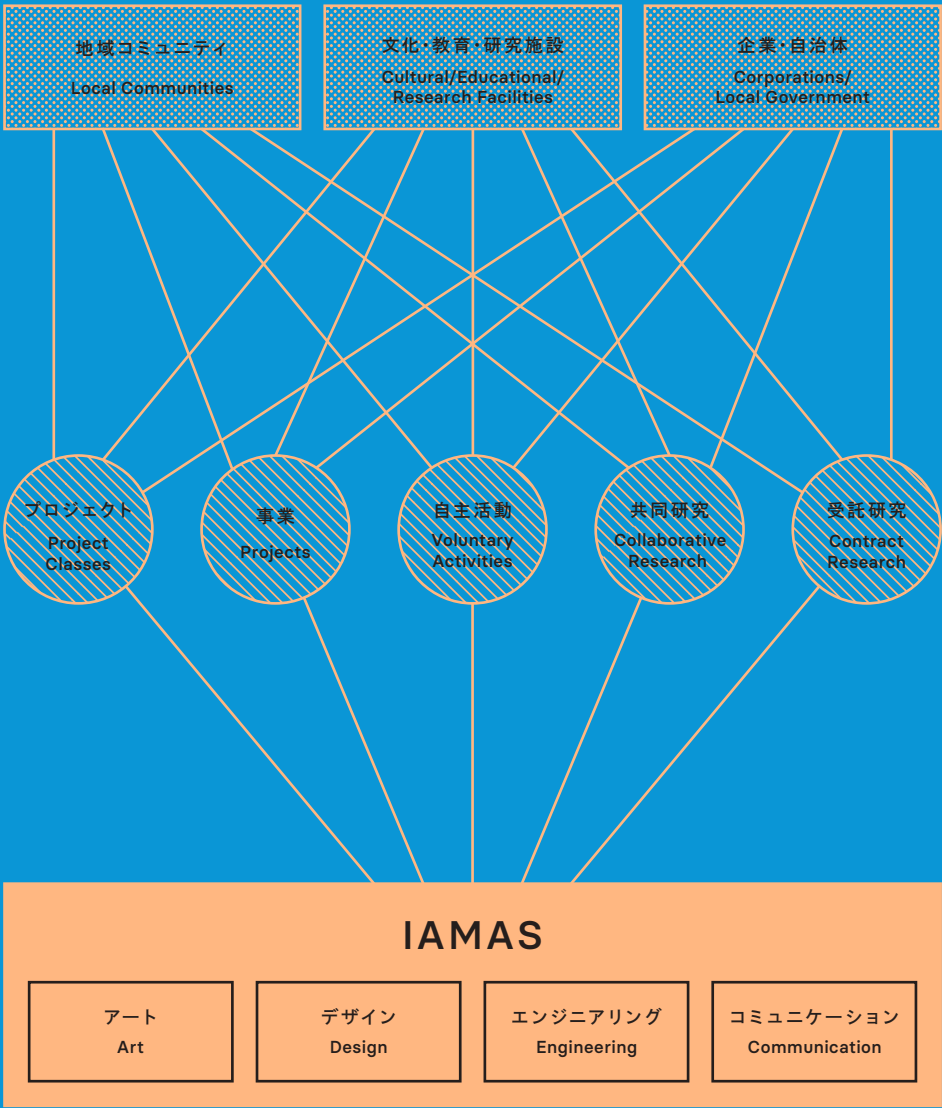 地域コミュニティ
Local Communities
文化・教育・研究施設
Cultural/Educational/
Research Facilities
企業・自治体
Corporations/
Local Government
プロジェクト
Project
Classes
事業
Projects
自主活動
Voluntary
Activities
共同研究
Collaborative
Research
受託研究
Contract
Research
IAMAS
アート
Art
デザイン
Design
エンジニアリング
Engineering
コミュニケーション
Communication